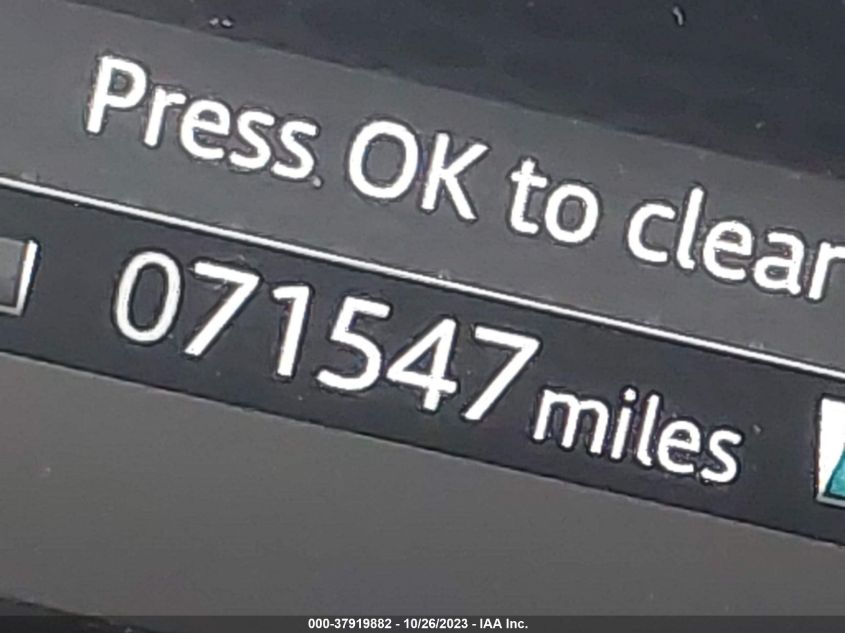 Press OK to clear
071547 miles
000-37919882 - 10/26/2023 - IAA Inc.